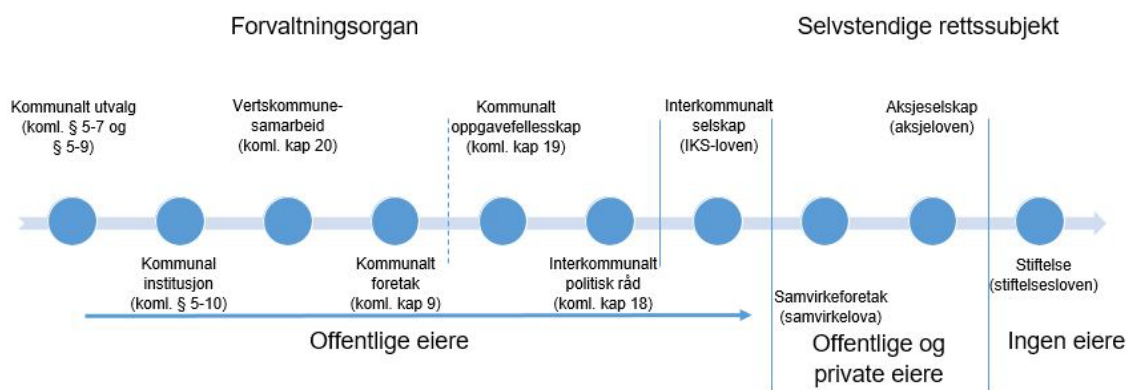 Forvaltningsorgan
Selvstendige rettssubjekt
Kommunalt utvalg
(koml. § 5-7 og
§ 5-9)
Vertskommune-
samarbeid
(koml. kap 20)
Kommunalt
oppgavefellesskap
(koml. kap 19)
Interkommunalt
selskap
(IKS-loven)
Aksjeselskap
(aksjeloven)
Kommunal
institusjon
(koml. § 5-10)
Kommunalt
foretak
(koml. kap 9)
Interkommunalt
politisk råd
(koml. kap 18)
Samvirkeforetak
(samvirkelova)
Stiftelse
(stiftelsesloven)
Offentlige eiere
Offentlige og
private eiere
Ingen eiere